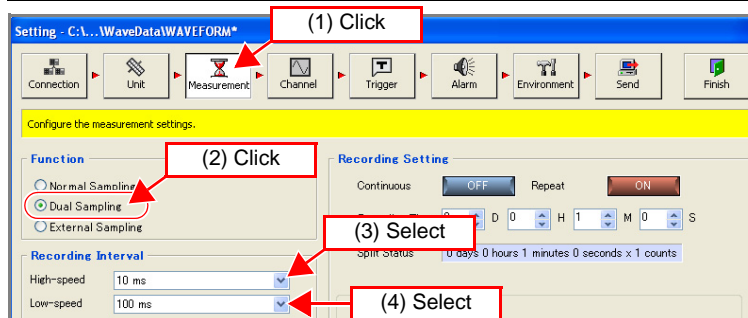 Setting - C:\...\WaveData\WAVEFORM*
(1) Click
Connection
Unit
Measurement
Channel
Trigger
Alarm
Environment
Send
Finish
Configure the measurement settings.
Function
(2) Click
Normal Sampling
Dual Sampling
External Sampling
Recording Setting
Continuous OFF Repeat ON
D 0 H 1 M 0 S
(3) Select
Split Status 0 days 0 hours 1 minutes 0 seconds x 1 counts
Recording Interval
High-speed 10 ms
Low-speed 100 ms
(4) Select